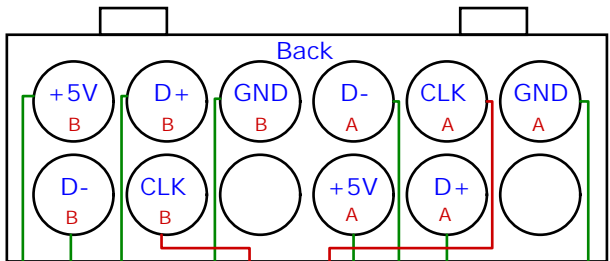 Back
+5V D+ GND D- CLK GND
B B B A A A
D- CLK +5V D+
B B A A